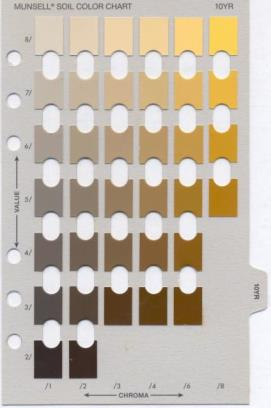 MUNSELL® SOIL COLOR CHART 10YR
8/
7/
6/
5/
4/
3/
2/
VALUE
10YR
/1 /2 /3 /4 /6 /8
CHROMA